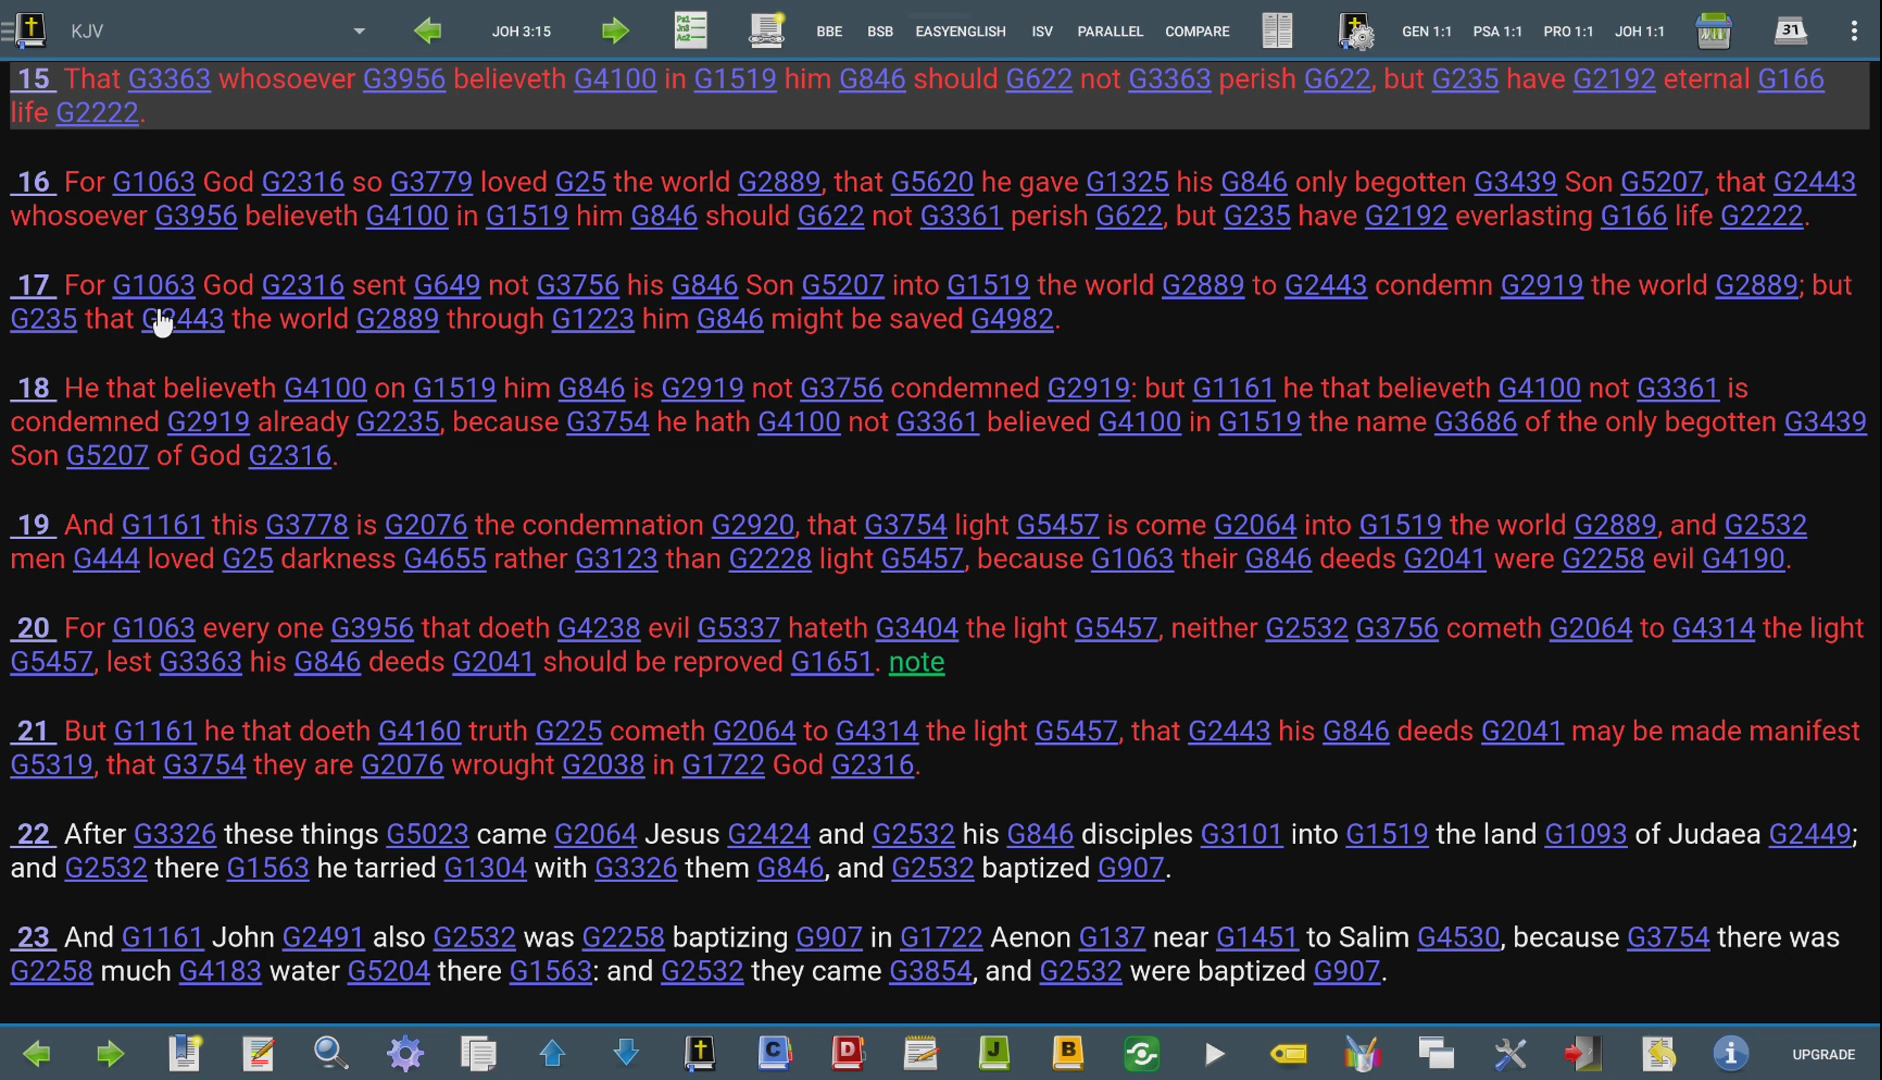 KJV JOH 3:15 BBE BSB EASYENGLISH ISV PARALLEL COMPARE GEN 1:1 PSA 1:1 PRO 1:1 JOH 1:1 31
15 That G3363 whosoever G3956 believeth G4100 in G1519 him G846 should G622 not G3363 perish G622, but G235 have G2192 eternal G166
life G2222.
16 For G1063 God G2316 so G3779 loved G25 the world G2889, that G5620 he gave G1325 his G846 only begotten G3439 Son G5207, that G2443
whosoever G3956 believeth G4100 in G1519 him G846 should G622 not G3361 perish G622, but G235 have G2192 everlasting G166 life G2222.
17 For G1063 God G2316 sent G649 not G3756 his G846 Son G5207 into G1519 the world G2889 to G2443 condemn G2919 the world G2889; but
G235 that G2443 the world G2889 through G1223 him G846 might be saved G4982.
18 He that believeth G4100 on G1519 him G846 is G2919 not G3756 condemned G2919: but G1161 he that believeth G4100 not G3361 is
condemned G2919 already G2235, because G3754 he hath G4100 not G3361 believed G4100 in G1519 the name G3686 of the only begotten G3439
Son G5207 of God G2316.
19 And G1161 this G3778 is G2076 the condemnation G2920, that G3754 light G5457 is come G2064 into G1519 the world G2889, and G2532
men G444 loved G25 darkness G4655 rather G3123 than G2228 light G5457, because G1063 their G846 deeds G2041 were G2258 evil G4190.
20 For G1063 every one G3956 that doeth G4238 evil G5337 hateth G3404 the light G5457, neither G2532 G3756 cometh G2064 to G4314 the light
G5457, lest G3363 his G846 deeds G2041 should be reproved G1651. note
21 But G1161 he that doeth G4160 truth G225 cometh G2064 to G4314 the light G5457, that G2443 his G846 deeds G2041 may be made manifest
G5319, that G3754 they are G2076 wrought G2038 in G1722 God G2316.
22 After G3326 these things G5023 came G2064 Jesus G2424 and G2532 his G846 disciples G3101 into G1519 the land G1093 of Judaea G2449;
and G2532 there G1563 he tarried G1304 with G3326 them G846, and G2532 baptized G907.
23 And G1161 John G2491 also G2532 was G2258 baptizing G907 in G1722 Aenon G137 near G1451 to Salim G4530, because G3754 there was
G2258 much G4183 water G5204 there G1563: and G2532 they came G3854, and G2532 were baptized G907.
C D J B i UPGRADE